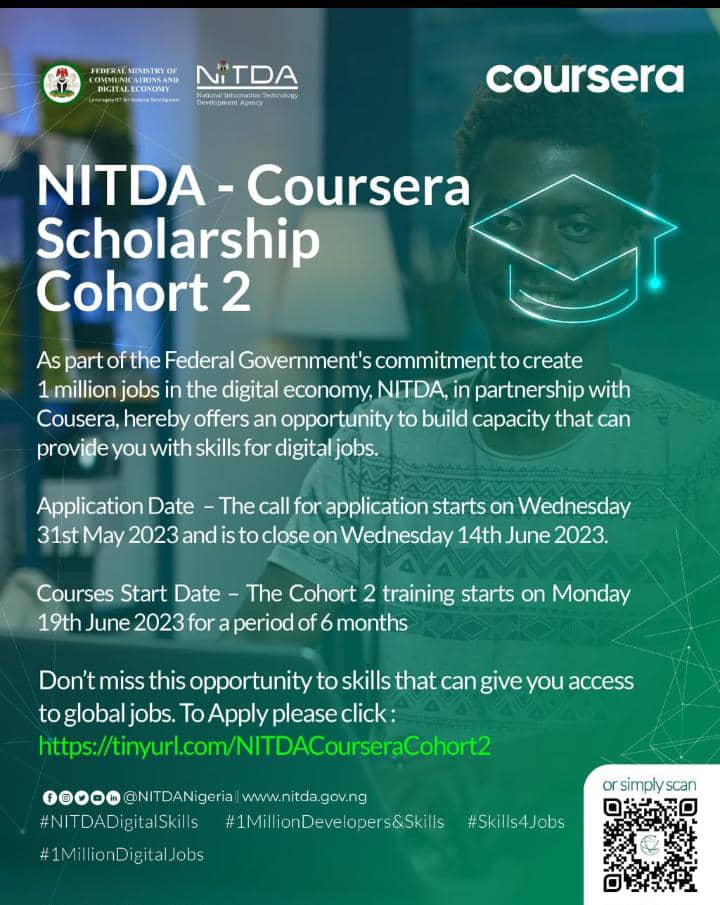 FEDERAL MINISTRY OF
COMMUNICATIONS AND
DIGITAL ECONOMY
NITDA
National Information Technology
Development Agency
coursera
NITDA - Coursera
Scholarship
Cohort 2
As part of the Federal Government's commitment to create
1 million jobs in the digital economy, NITDA, in partnership with
Cousera, hereby offers an opportunity to build capacity that can
provide you with skills for digital jobs.
Application Date – The call for application starts on Wednesday
31st May 2023 and is to close on Wednesday 14th June 2023.
Courses Start Date – The Cohort 2 training starts on Monday
19th June 2023 for a period of 6 months
Don't miss this opportunity to skills that can give you access
to global jobs. To Apply please click :
https://tinyurl.com/NITDACourseraCohort2
@NITDANigeria || www.nitda.gov.ng
#NITDADigitalSkills #1MillionDevelopers&Skills #Skills4Jobs
#1MillionDigitalJobs
or simply scan